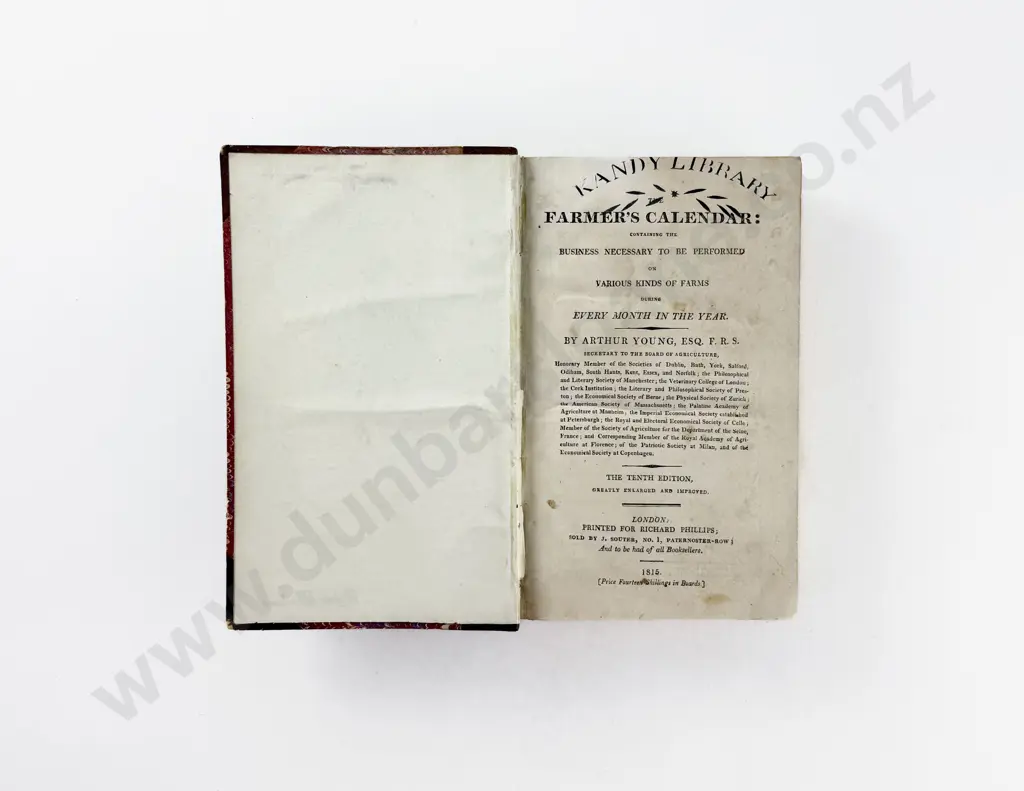 KANDY LIBRARY
THE
FARMER'S CALENDAR:
CONTAINING THE
BUSINESS NECESSARY TO BE PERFORMED
ON
VARIOUS KINDS OF FARMS
DURING
EVERY MONTH IN THE YEAR.
BY ARTHUR YOUNG, ESQ. F. R. S.
SECRETARY TO THE BOARD OF AGRICULTURE,
Honorary Member of the Societies of Dublin, Bath, York, Salford,
Odiham, South Hants, Kent, Essex, and Norfolk; the Philosophical
and Literary Society of Manchester; the Veterinary College of London;
the Cork Institution; the Literary and Philosophical Society of Pres-
ton; the Economical Society of Berne; the Physical Society of Zurich;
the American Society of Massachusetts; the Palatine Academy of
Agriculture at Manheim; the Imperial Economical Society established
at Petersburgh; the Royal and Electoral Economical Society of Celle;
Member of the Society of Agriculture for the Department of the Seine,
France; and Corresponding Member of the Royal Academy of Agri-
culture at Florence; of the Patriotic Society at Milan, and of the
Economical Society at Copenhagen.
THE TENTH EDITION,
GREATLY ENLARGED AND IMPROVED.
LONDON:
PRINTED FOR RICHARD PHILLIPS;
SOLD BY J. SOUTER, NO. 1, PATERNOSTER-ROW;
And to be had of all Booksellers.
1815.
[Price Fourteen Shillings in Boards.]